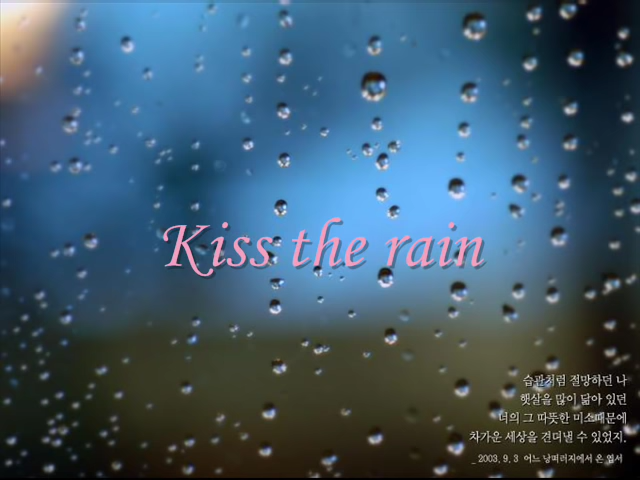 Kiss the rain
습관처럼 절망하던 나
햇살을 많이 닮아 있던
너의 그 따뜻한 미소때문에
차가운 세상을 견뎌낼 수 있었지.
_ 2003. 9. 3 어느 낭떠러지에서 온 엽서